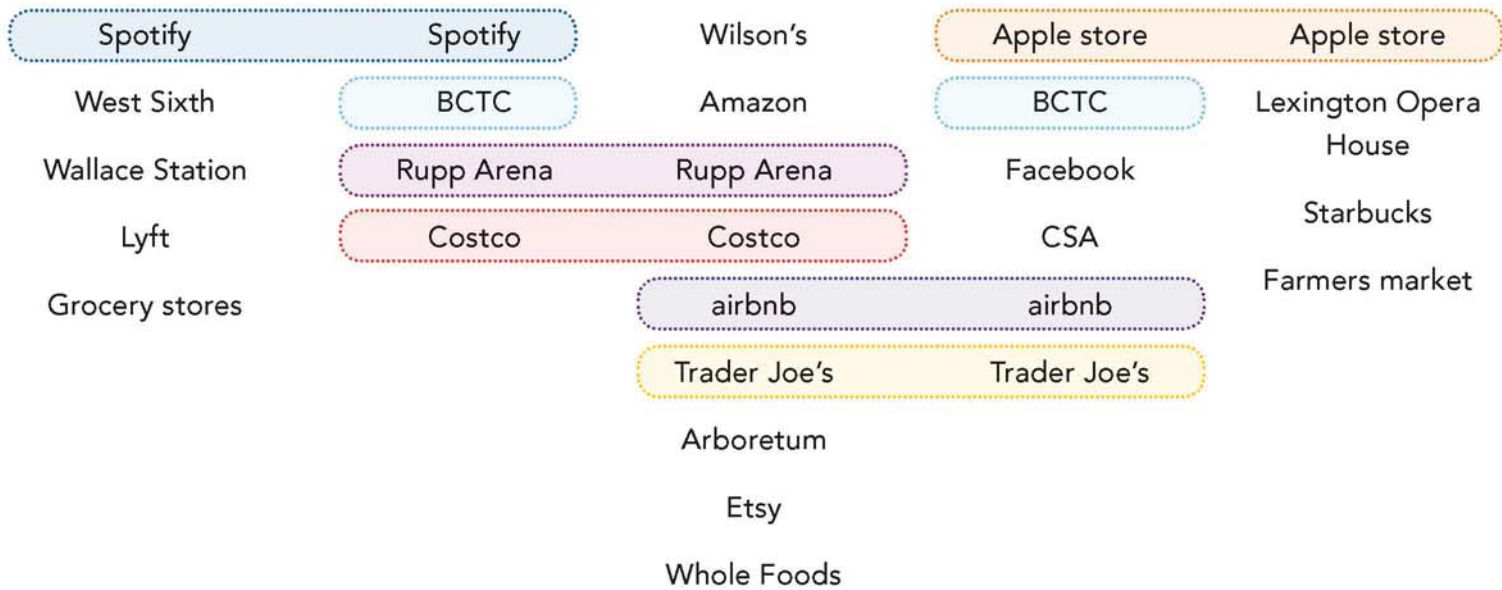 Spotify Spotify Wilson's Apple store Apple store
West Sixth BCTC Amazon BCTC Lexington Opera
House
Wallace Station Rupp Arena Rupp Arena Facebook
Starbucks
Lyft Costco Costco CSA
Farmers market
Grocery stores airbnb airbnb
Trader Joe's Trader Joe's
Arboretum
Etsy
Whole Foods